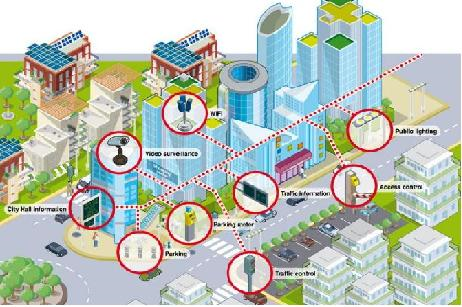 WiFi
Public lighting
Video surveillance
City Hall information
Traffic information
Access control
Parking meter
Parking
Traffic control